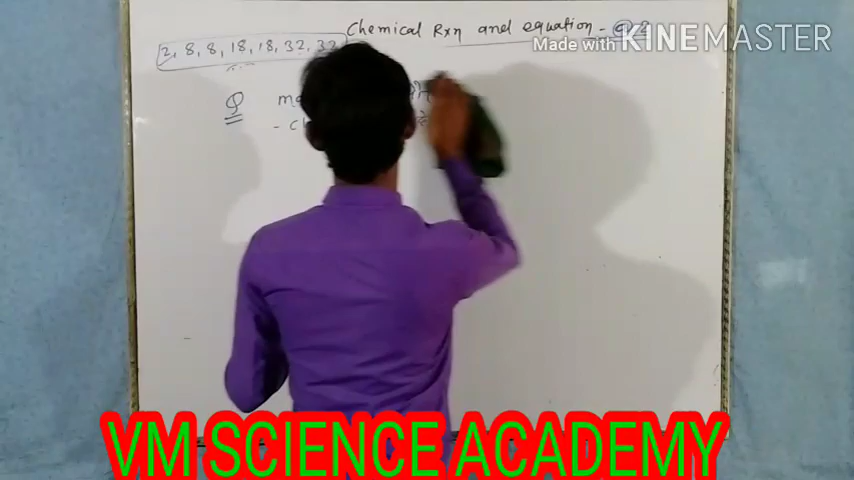 Chemical Rxn and equation -
Made with KINEMASTER
2, 8, 8, 18, 18, 32, 32
Q
VM SCIENCE ACADEMY